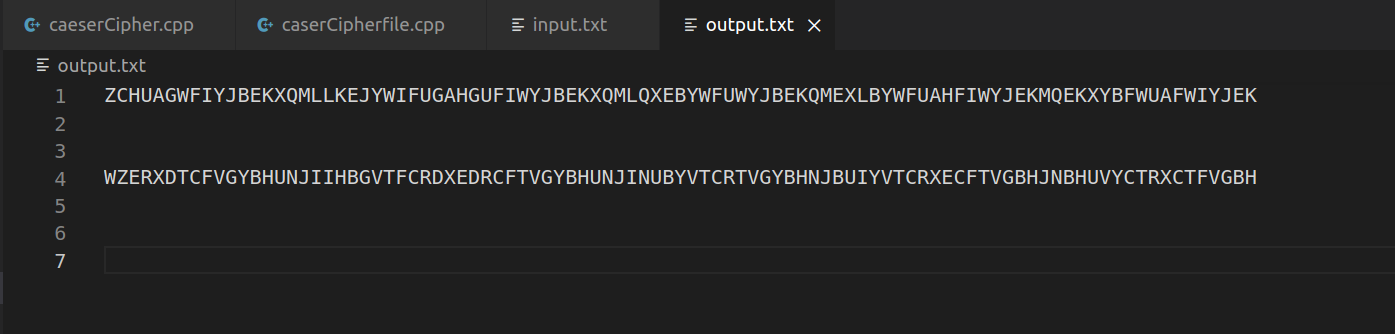 caeserCipher.cpp
caserCipherfile.cpp
input.txt
output.txt
output.txt
1 ZCHUAGWFIYJBEKXQMLLKEJYWIFUGAHGUFIWYJBEKXQMLQXEBYWFUWYJBEKQMEXLBYWFUAHFIWYJEKMQEKXYBFWUAFWIYJEK
2
3
4 WZERXDTCFVGYBHUNJIIHBGVTFCRDXEDRCFTVGYBHUNJINUBYVTCRTVGYBHNJBUIYVTCRXECFTVGBHJNBHUVYCTRXCTFVGBH
5
6
7